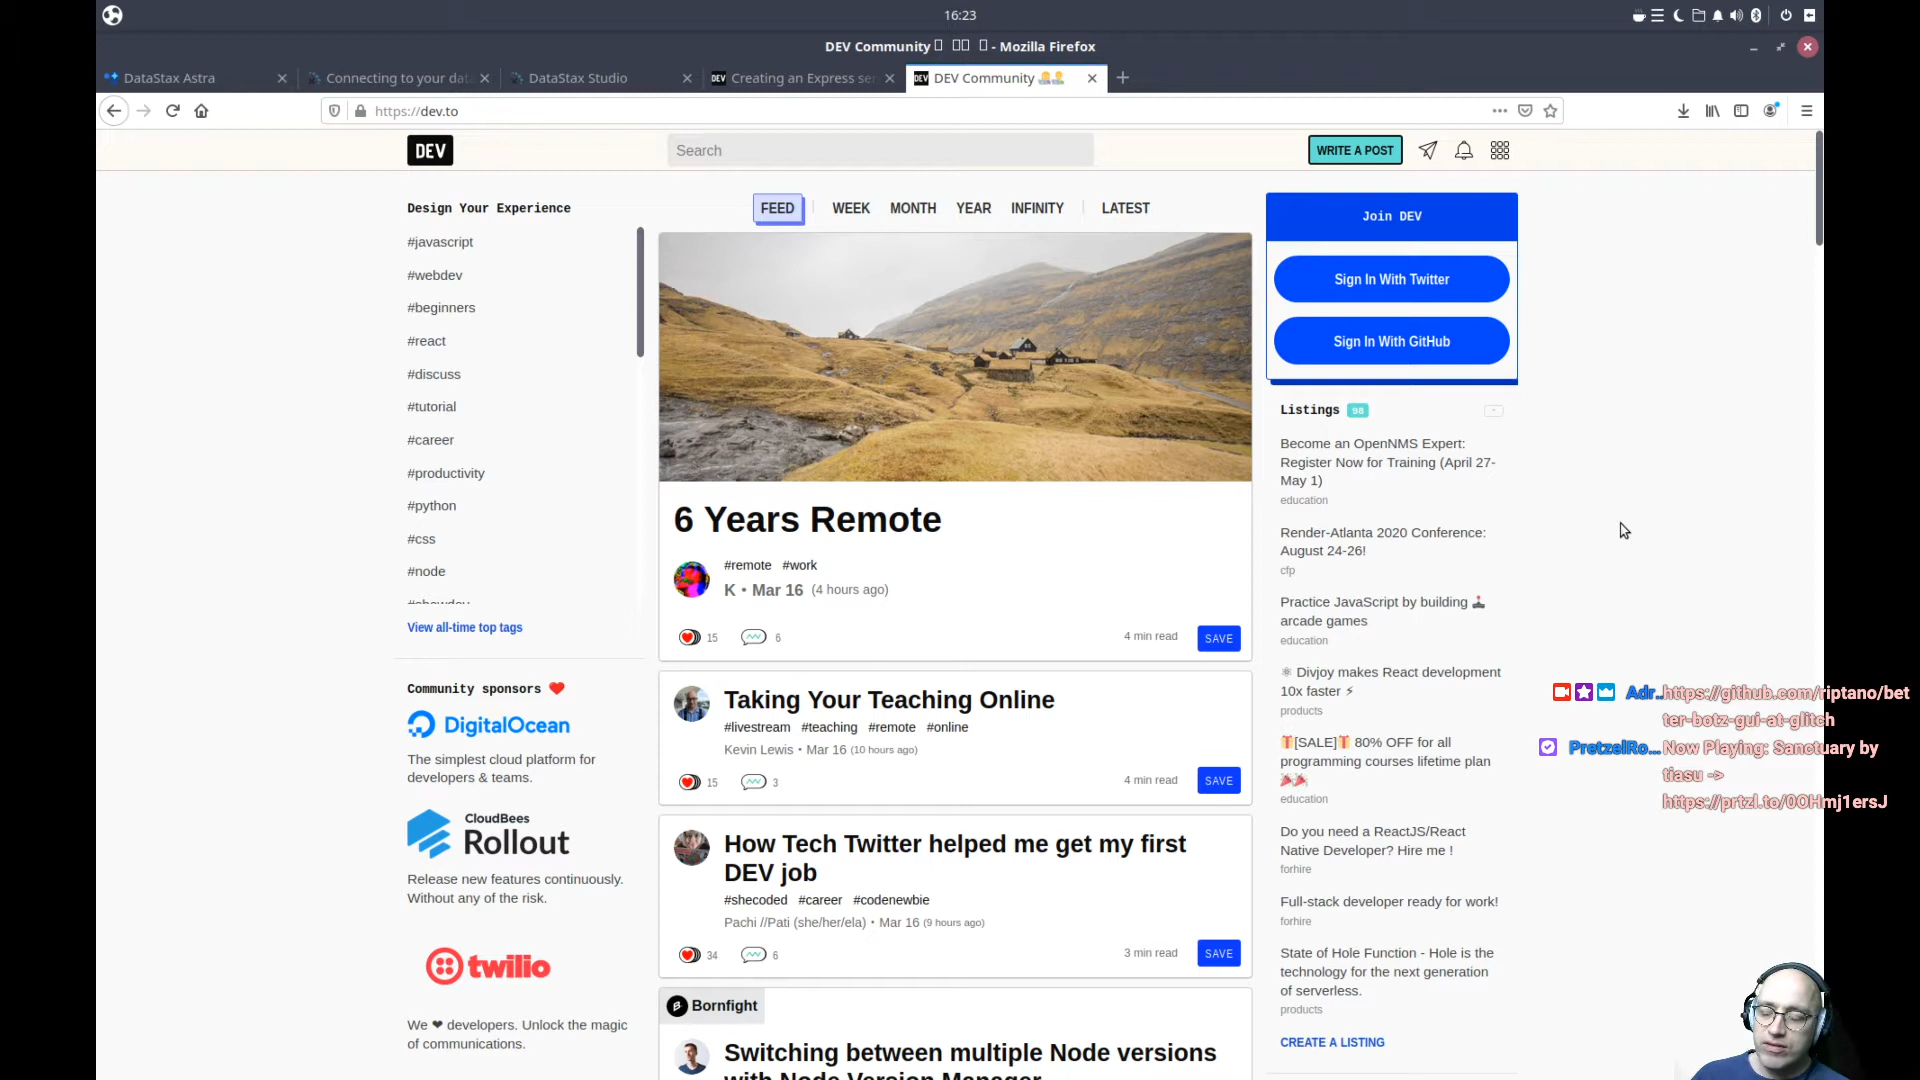 16:23
DEV Community - Mozilla Firefox
DataStax Astra
Connecting to your dat
DataStax Studio
Creating an Express ser
DEV Community
https://dev.to
DEV
Search
WRITE A POST
Design Your Experience
#javascript
#webdev
#beginners
#react
#discuss
#tutorial
#career
#productivity
#python
#css
#node
#showdev
View all-time top tags
Community sponsors ❤️
DigitalOcean
The simplest cloud platform for
developers & teams.
CloudBees
Rollout
Release new features continuously.
Without any of the risk.
twilio
We ❤ developers. Unlock the magic
of communications.
FEED
WEEK
MONTH
YEAR
INFINITY
LATEST
6 Years Remote
#remote #work
K • Mar 16 (4 hours ago)
15
6
4 min read
SAVE
Taking Your Teaching Online
#livestream #teaching #remote #online
Kevin Lewis • Mar 16 (10 hours ago)
15
3
4 min read
SAVE
How Tech Twitter helped me get my first
DEV job
#shecoded #career #codenewbie
Pachi //Pati (she/her/ela) • Mar 16 (9 hours ago)
34
6
3 min read
SAVE
Bornfight
Switching between multiple Node versions
with Node Version Manager
Join DEV
Sign In With Twitter
Sign In With GitHub
Listings 98
Become an OpenNMS Expert:
Register Now for Training (April 27-
May 1)
education
Render-Atlanta 2020 Conference:
August 24-26!
cfp
Practice JavaScript by building 🕹️
arcade games
education
⚛ Divjoy makes React development
10x faster ⚡
products
🎁[SALE]🎁 80% OFF for all
programming courses lifetime plan
🎉🎉
education
Do you need a ReactJS/React
Native Developer? Hire me !
forhire
Full-stack developer ready for work!
forhire
State of Hole Function - Hole is the
technology for the next generation
of serverless.
products
CREATE A LISTING
Adr... https://github.com/riptano/bet
ter-botz-gui-at-glitch
PretzelRo... Now Playing: Sanctuary by
tiasu ->
https://prtzl.to/0OHmj1ersJ